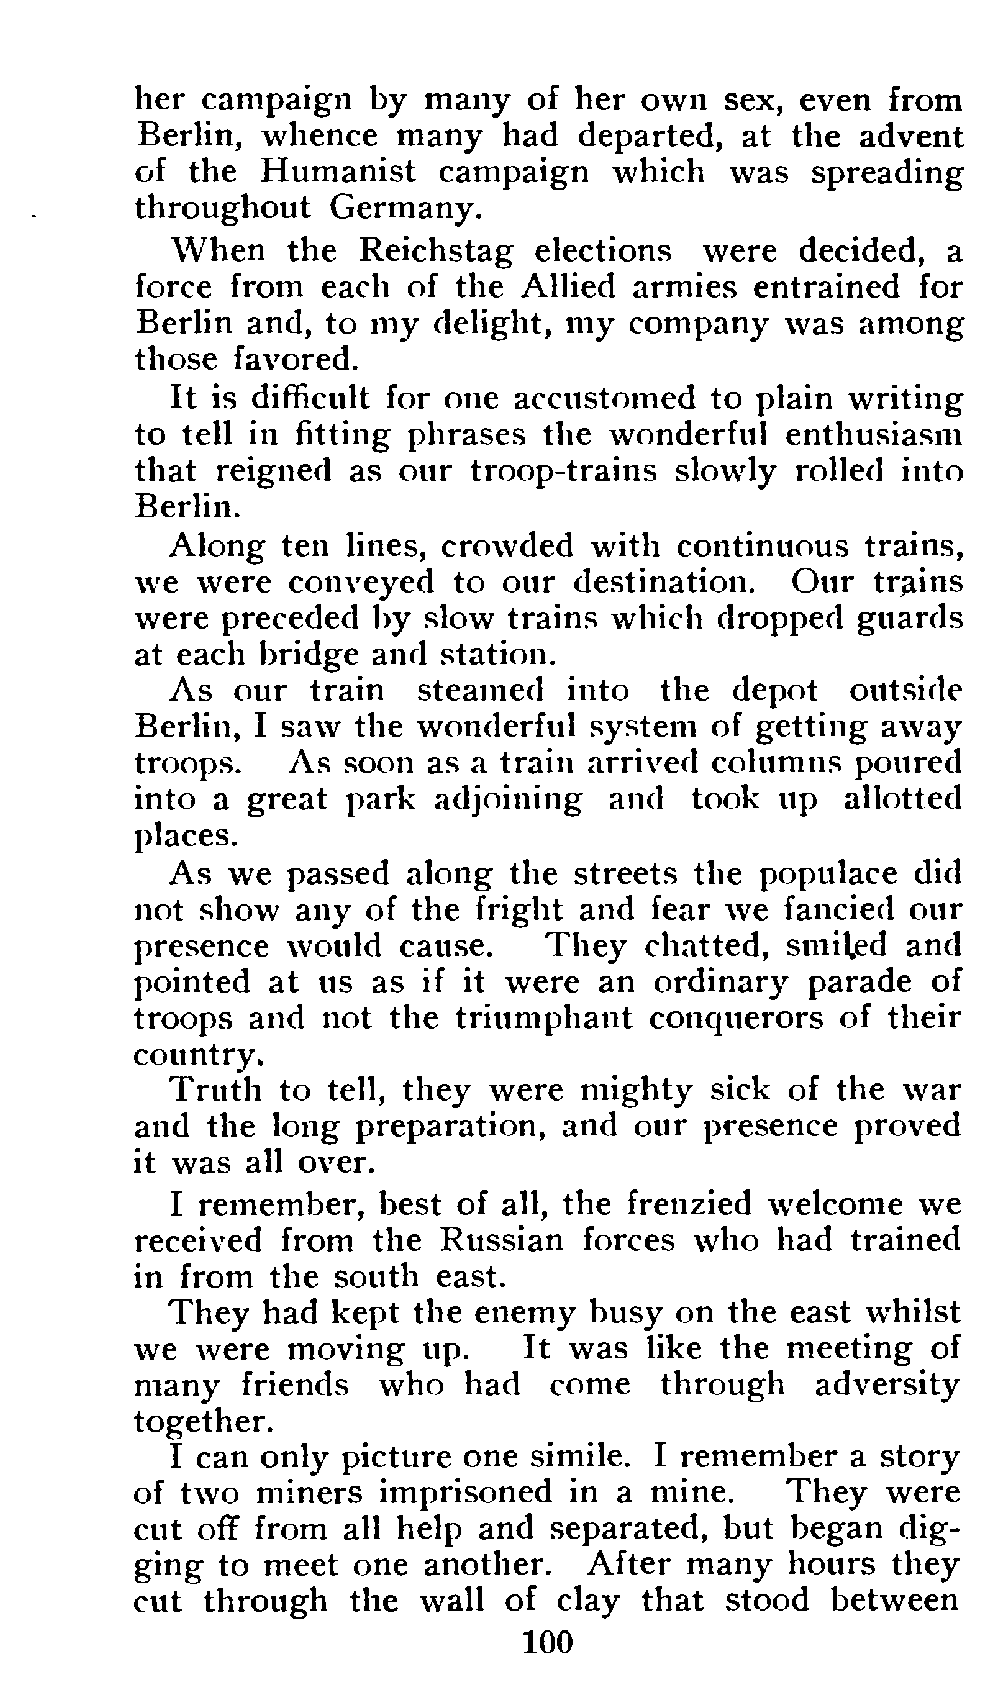 her campaign by many of her own sex, even from
Berlin, whence many had departed, at the advent
of the Humanist campaign which was spreading
throughout Germany.
When the Reichstag elections were decided, a
force from each of the Allied armies entrained for
Berlin and, to my delight, my company was among
those favored.
It is difficult for one accustomed to plain writing
to tell in fitting phrases the wonderful enthusiasm
that reigned as our troop-trains slowly rolled into
Berlin.
Along ten lines, crowded with continuous trains,
we were conveyed to our destination. Our trains
were preceded by slow trains which dropped guards
at each bridge and station.
As our train steamed into the depot outside
Berlin, I saw the wonderful system of getting away
troops. As soon as a train arrived columns poured
into a great park adjoining and took up allotted
places.
As we passed along the streets the populace did
not show any of the fright and fear we fancied our
presence would cause. They chatted, smiled and
pointed at us as if it were an ordinary parade of
troops and not the triumphant conquerors of their
country.
Truth to tell, they were mighty sick of the war
and the long preparation, and our presence proved
it was all over.
I remember, best of all, the frenzied welcome we
received from the Russian forces who had trained
in from the south east.
They had kept the enemy busy on the east whilst
we were moving up. It was like the meeting of
many friends who had come through adversity
together.
I can only picture one simile. I remember a story
of two miners imprisoned in a mine. They were
cut off from all help and separated, but began dig-
ging to meet one another. After many hours they
cut through the wall of clay that stood between
100